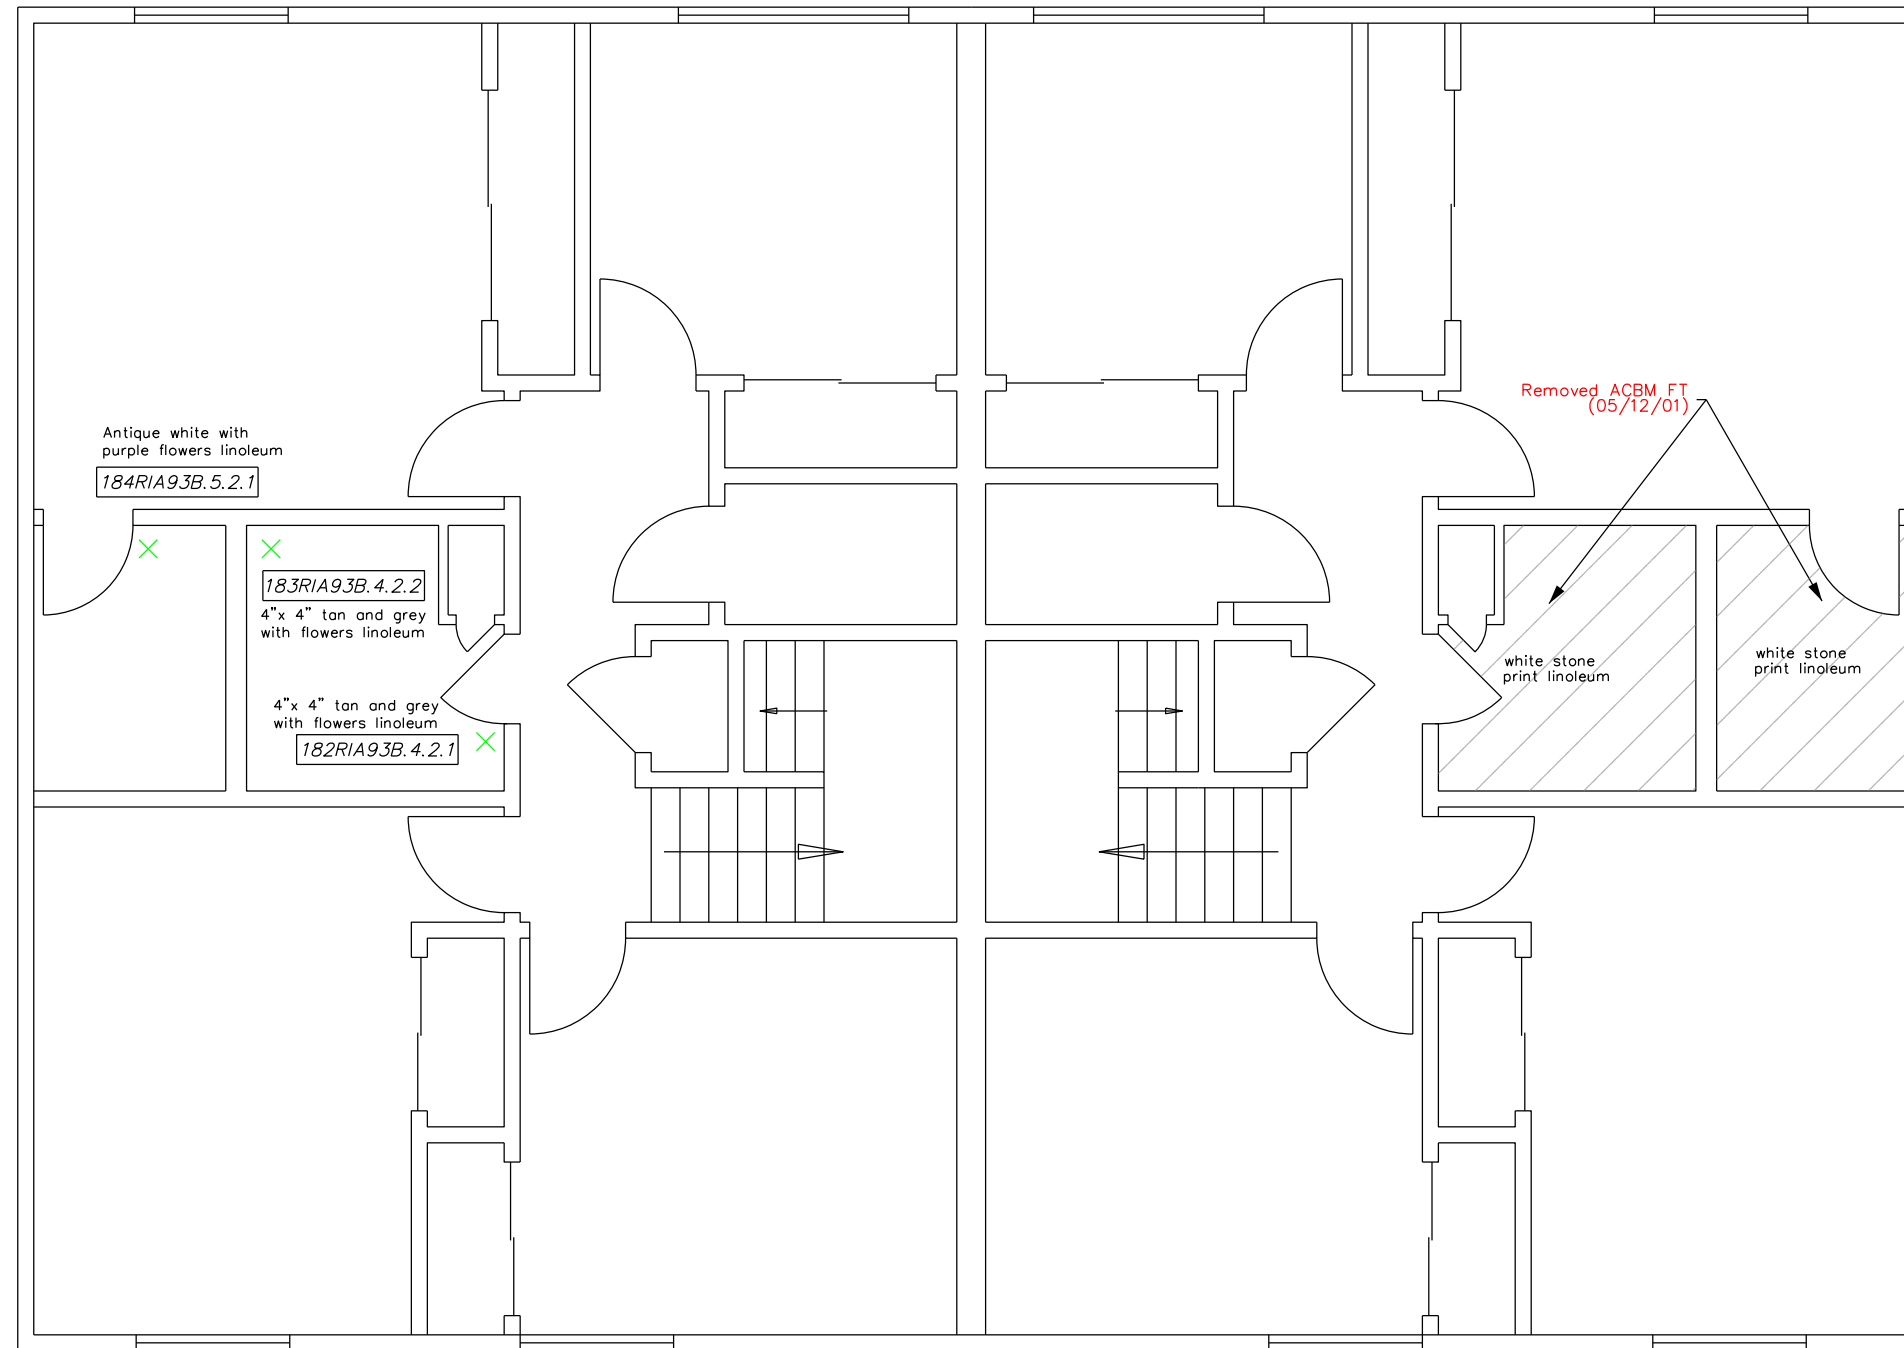 Removed ACBM FT
(05/12/01)
Antique white with
purple flowers linoleum
184RIA93B.5.2.1
183RIA93B.4.2.2
4"x 4" tan and grey
with flowers linoleum
4"x 4" tan and grey
with flowers linoleum
182RIA93B.4.2.1
white stone
print linoleum
white stone
print linoleum